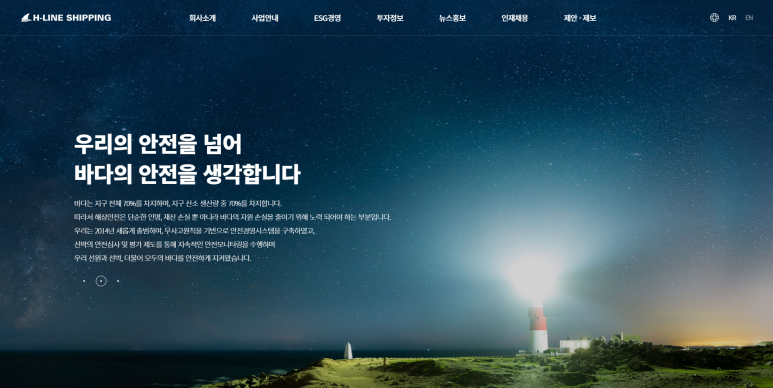 H-LINE SHIPPING
회사소개 사업안내 ESG경영 투자정보 뉴스홍보 인재채용 제안 · 제보 KR EN
우리의 안전을 넘어
바다의 안전을 생각합니다
바다는 지구 전체 70%를 차지하며, 지구 산소 생산량 중 70%를 차지합니다.
따라서 해상안전은 단순한 인명, 재산 손실 뿐 아니라 바다의 자원 손실을 줄이기 위해 노력 되어야 하는 부분입니다.
우리는 2014년 새롭게 출범하며, 무사고원칙을 기반으로 안전경영시스템을 구축하였고,
선박의 안전심사 및 평가 제도를 통해 지속적인 안전모니터링을 수행하며
우리 선원과 선박, 더불어 모두의 바다를 안전하게 지켜왔습니다.